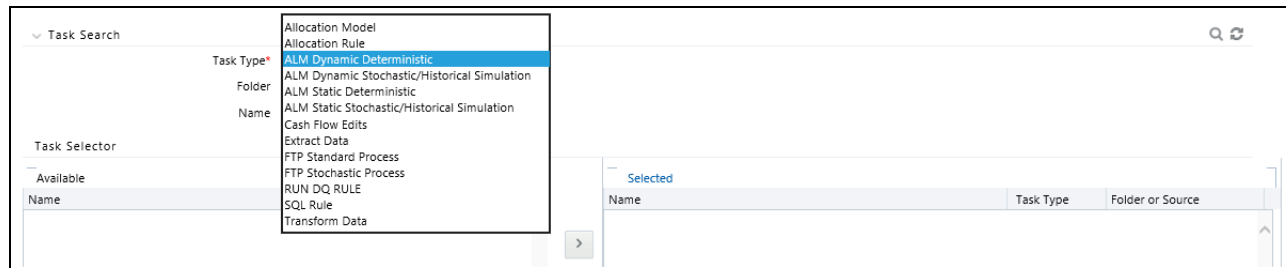 Task Search
Task Type*
Folder
Name
Allocation Model
Allocation Rule
ALM Dynamic Deterministic
ALM Dynamic Stochastic/Historical Simulation
ALM Static Deterministic
ALM Static Stochastic/Historical Simulation
Cash Flow Edits
Extract Data
FTP Standard Process
FTP Stochastic Process
RUN DQ RULE
SQL Rule
Transform Data
Task Selector
Available
Name
Selected
Name Task Type Folder or Source